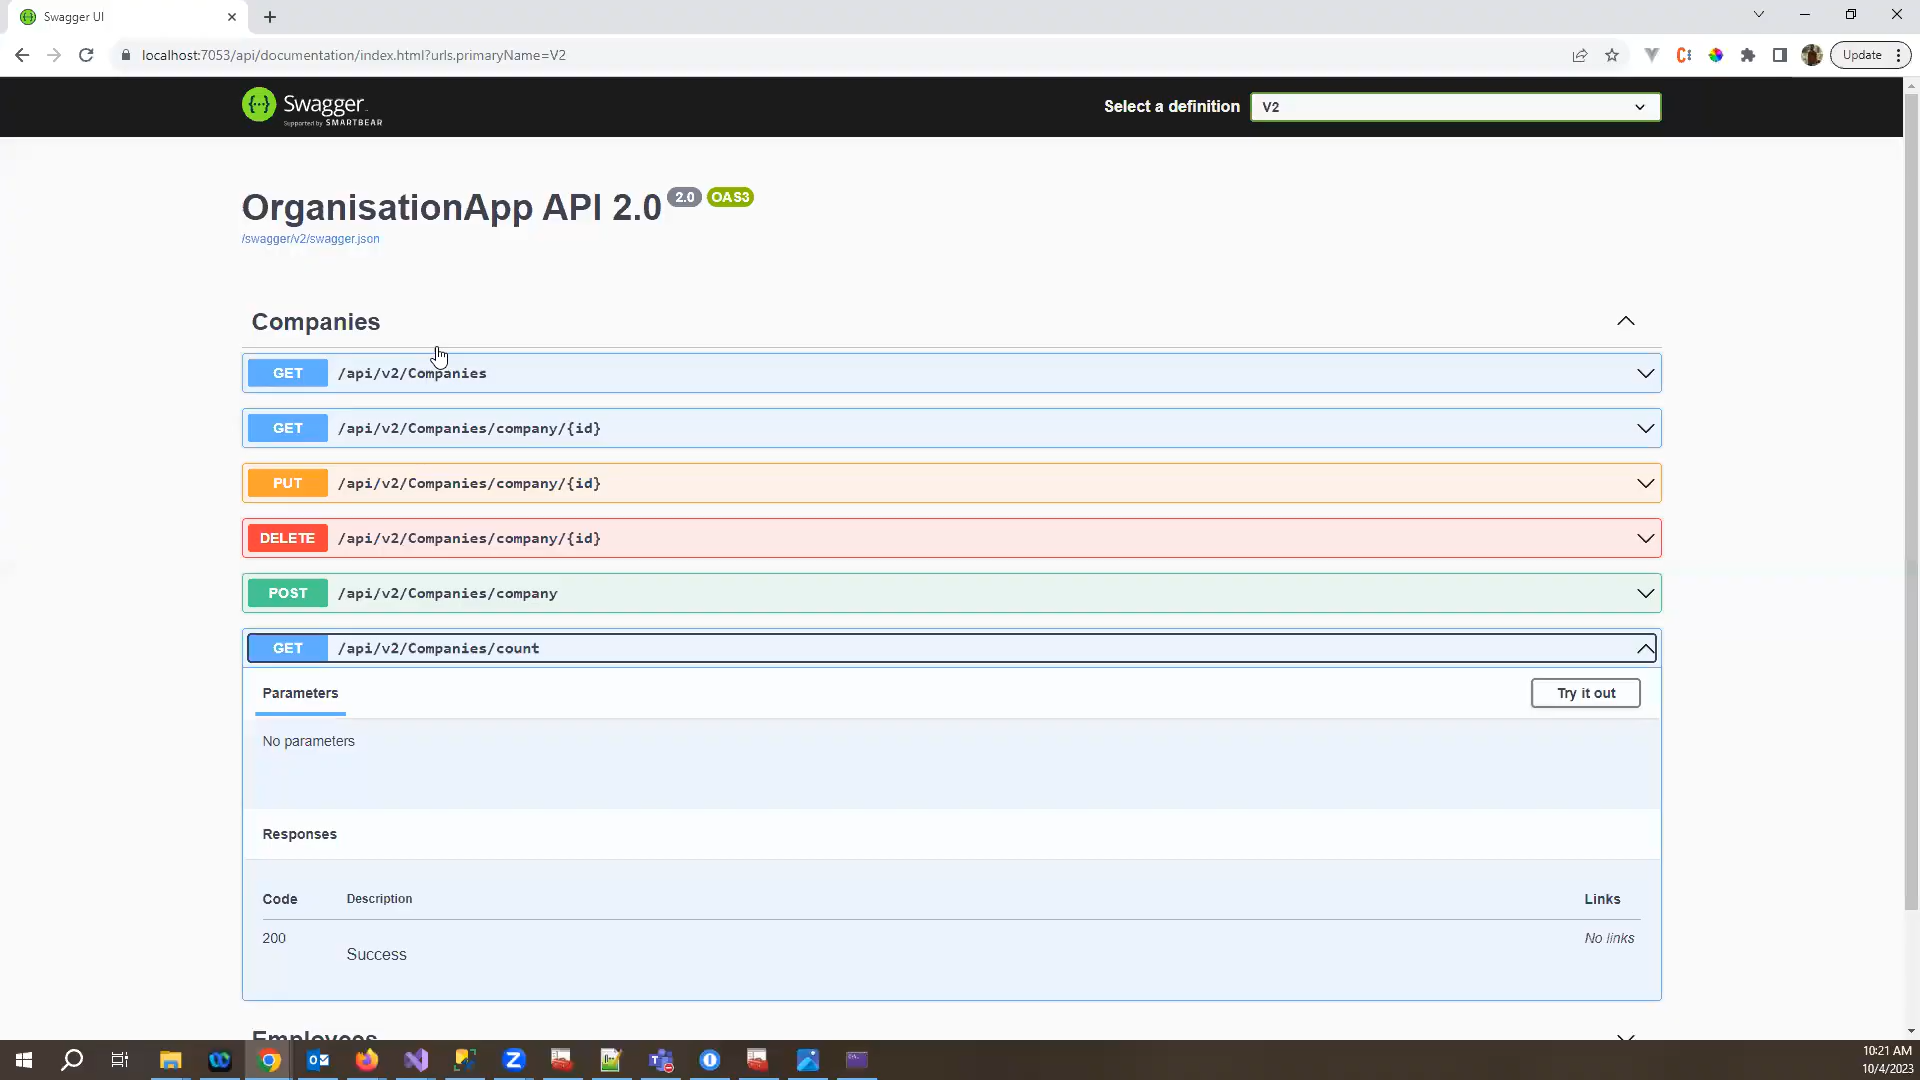 Swagger UI
localhost:7053/api/documentation/index.html?urls.primaryName=V2
Update
Swagger
Supported by SMARTBEAR
Select a definition
V2
OrganisationApp API 2.0
2.0
OAS3
/swagger/v2/swagger.json
Companies
GET /api/v2/Companies
GET /api/v2/Companies/company/{id}
PUT /api/v2/Companies/company/{id}
DELETE /api/v2/Companies/company/{id}
POST /api/v2/Companies/company
GET /api/v2/Companies/count
Parameters
Try it out
No parameters
Responses
Code Description Links
200 Success No links
Employees
10:21 AM
10/4/2023